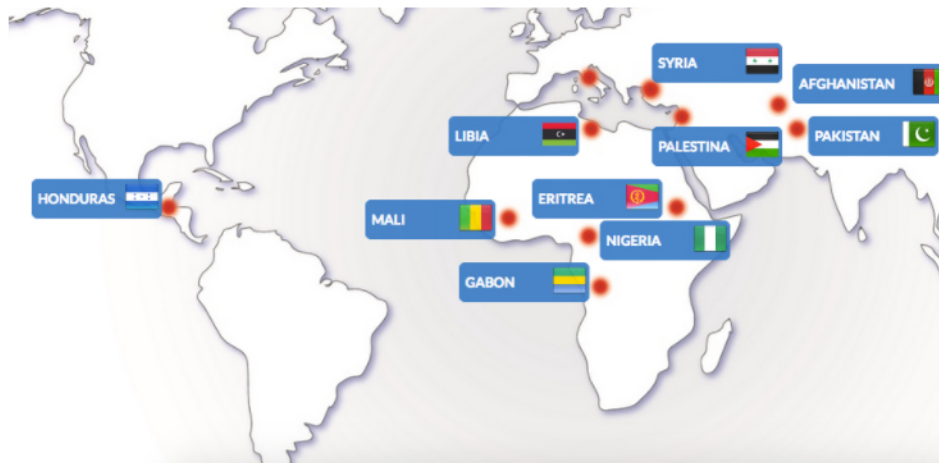 SYRIA
AFGHANISTAN
LIBIA
PALESTINA
PAKISTAN
HONDURAS
ERITREA
MALI
NIGERIA
GABON